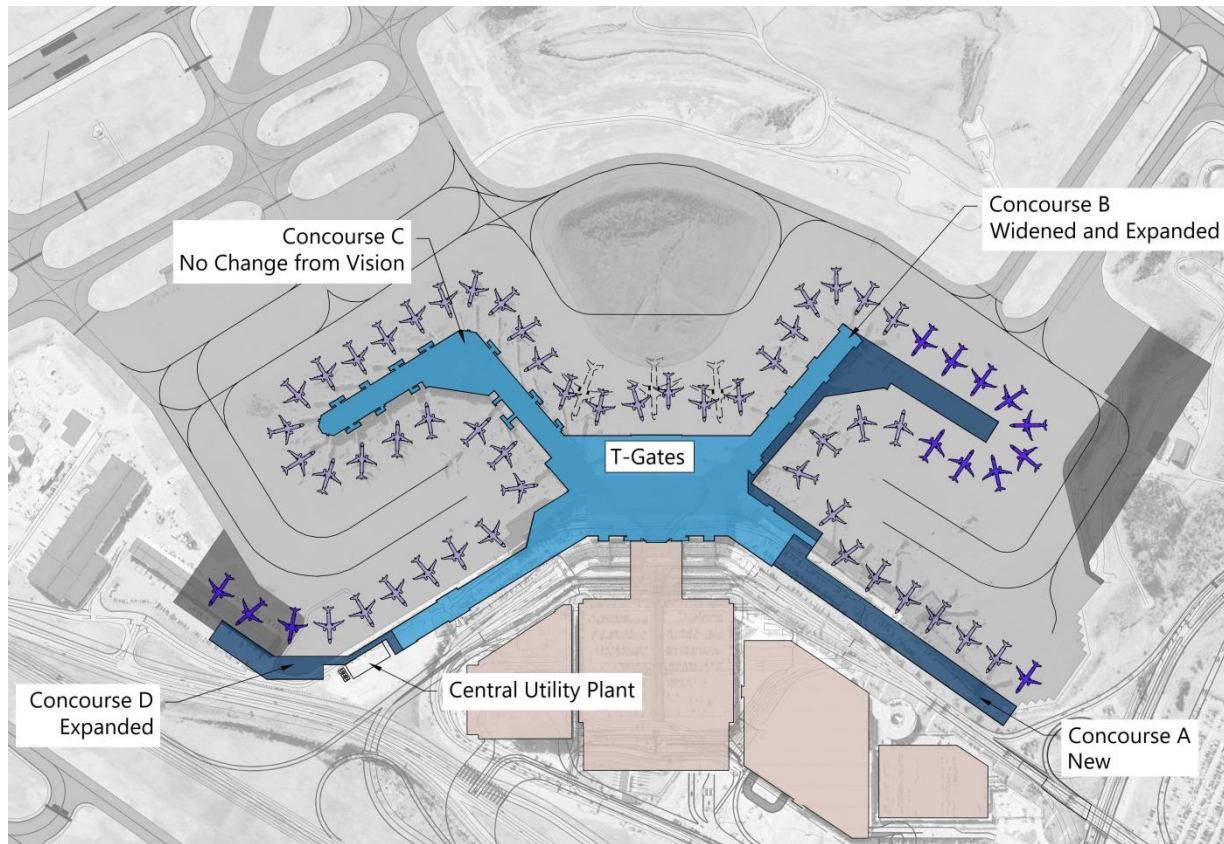 Concourse B
Widened and Expanded
Concourse C
No Change from Vision
T-Gates
Central Utility Plant
Concourse D
Expanded
Concourse A
New